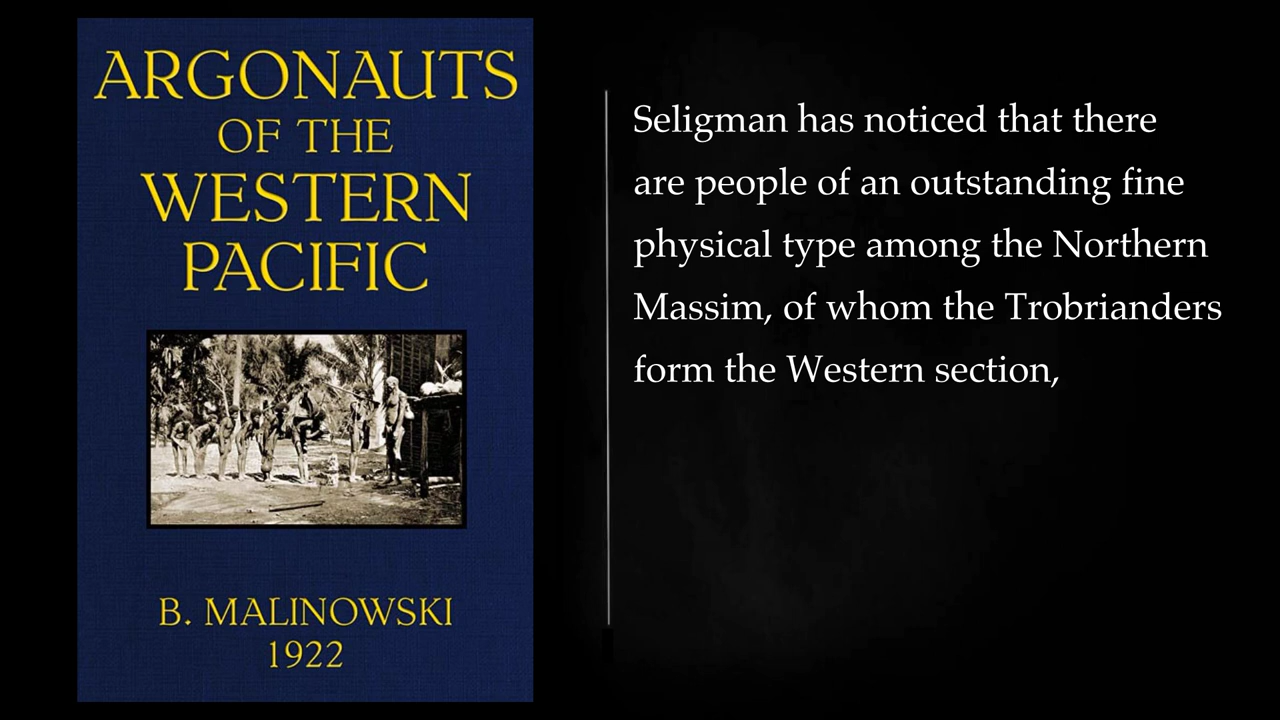 ARGONAUTS
OF THE
WESTERN
PACIFIC
B. MALINOWSKI
1922
Seligman has noticed that there
are people of an outstanding fine
physical type among the Northern
Massim, of whom the Trobrianders
form the Western section,